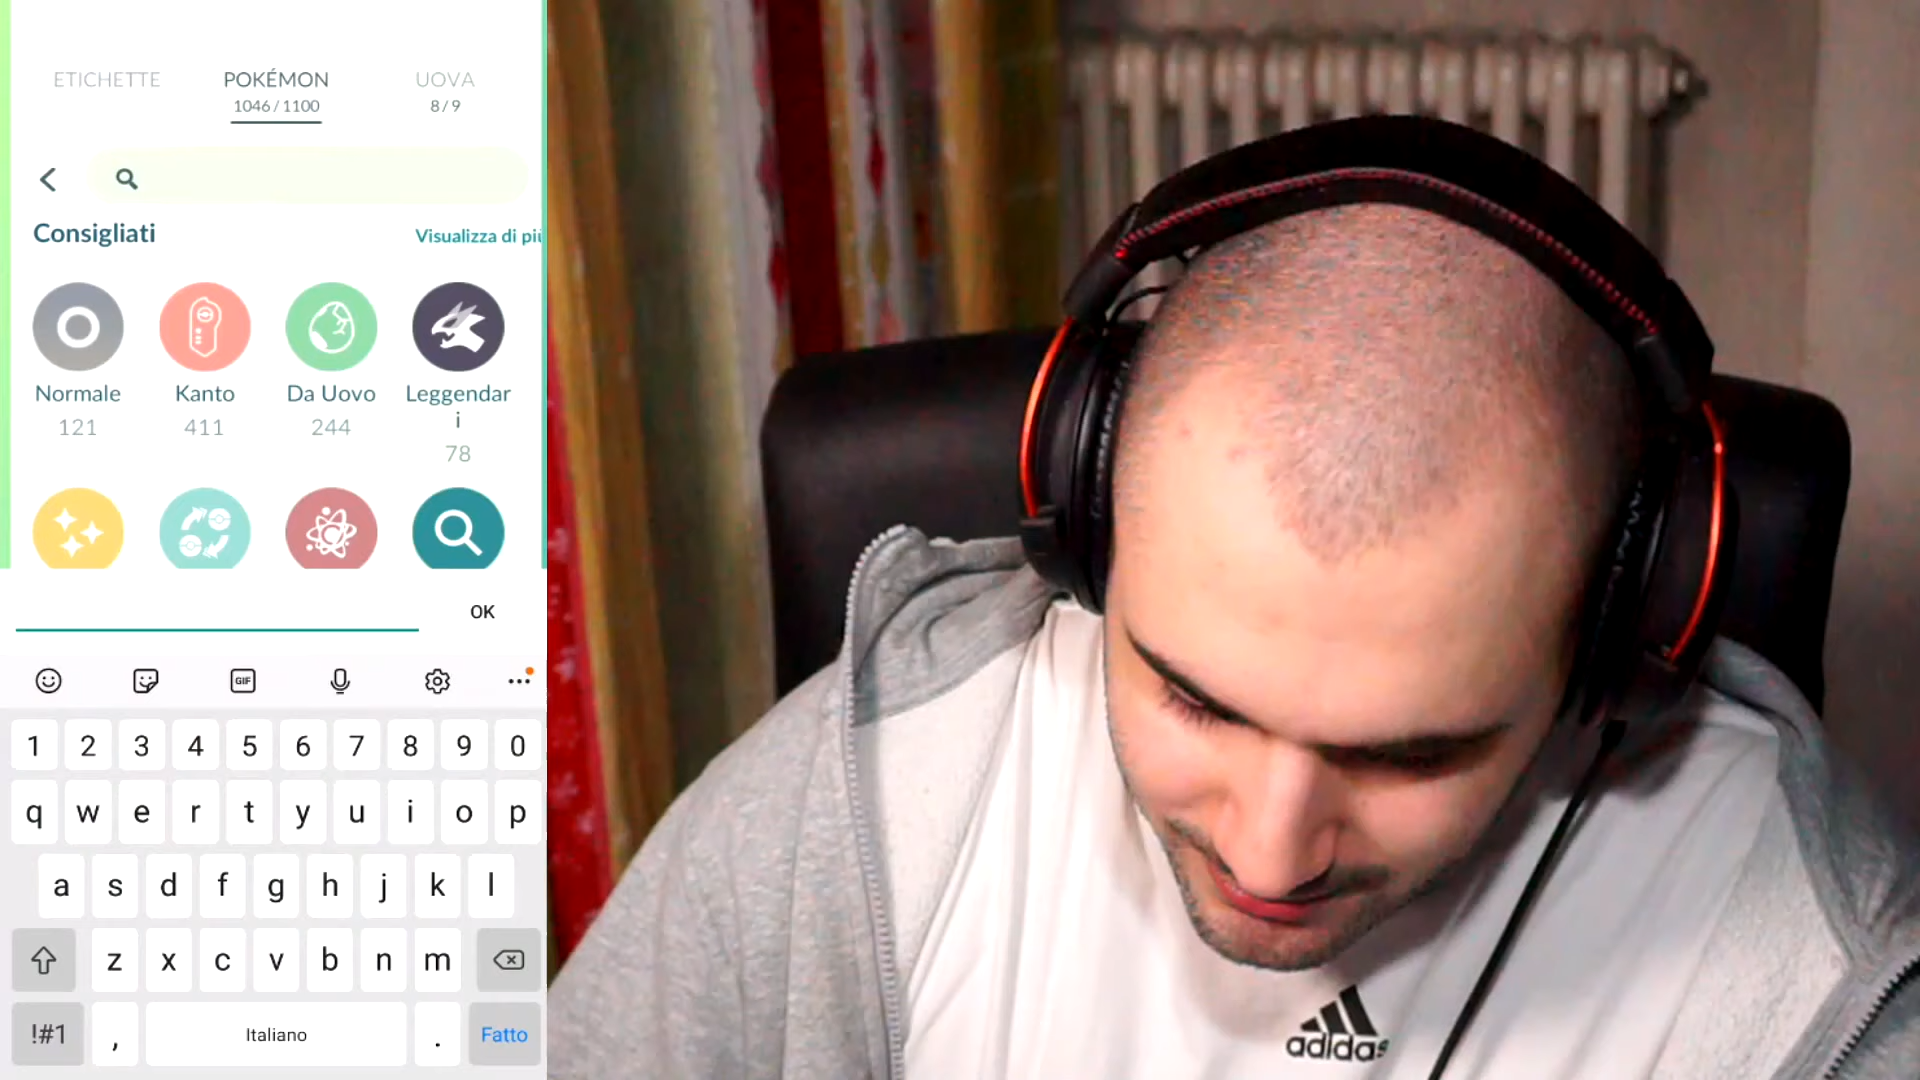 ETICHETTE POKÉMON UOVA
1046 / 1100 8 / 9
Consigliati Visualizza di più
Normale Kanto Da Uovo Leggendar
i
121 411 244
78
OK
GIF
1 2 3 4 5 6 7 8 9 0
q w e r t y u i o p
a s d f g h j k l
z x c v b n m
!#1 , Italiano . Fatto
adidas